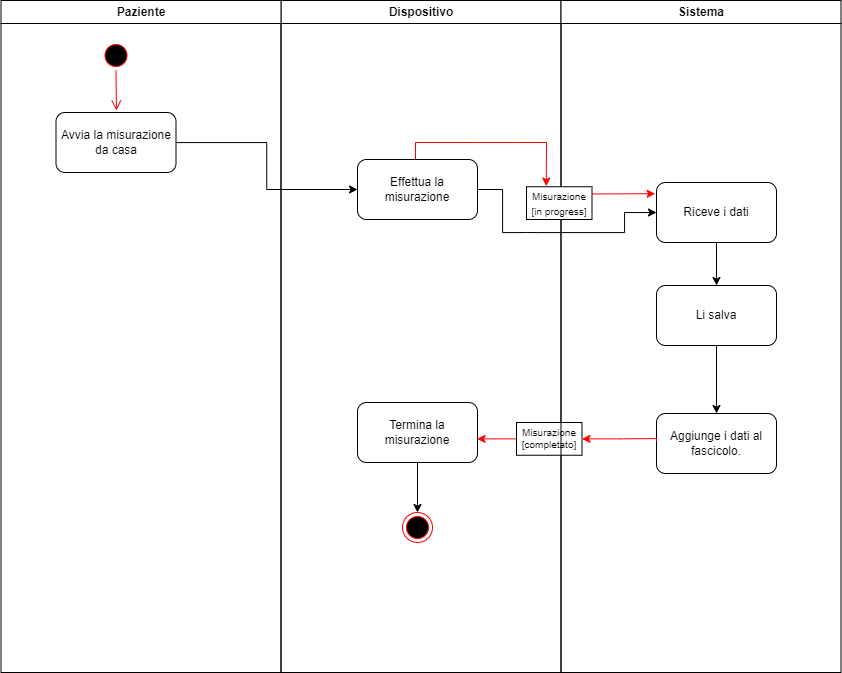 Paziente
Dispositivo
Sistema
Avvia la misurazione
da casa
Effettua la
misurazione
Misurazione
[in progress]
Riceve i dati
Li salva
Termina la
misurazione
Misurazione
[completato]
Aggiunge i dati al
fascicolo.